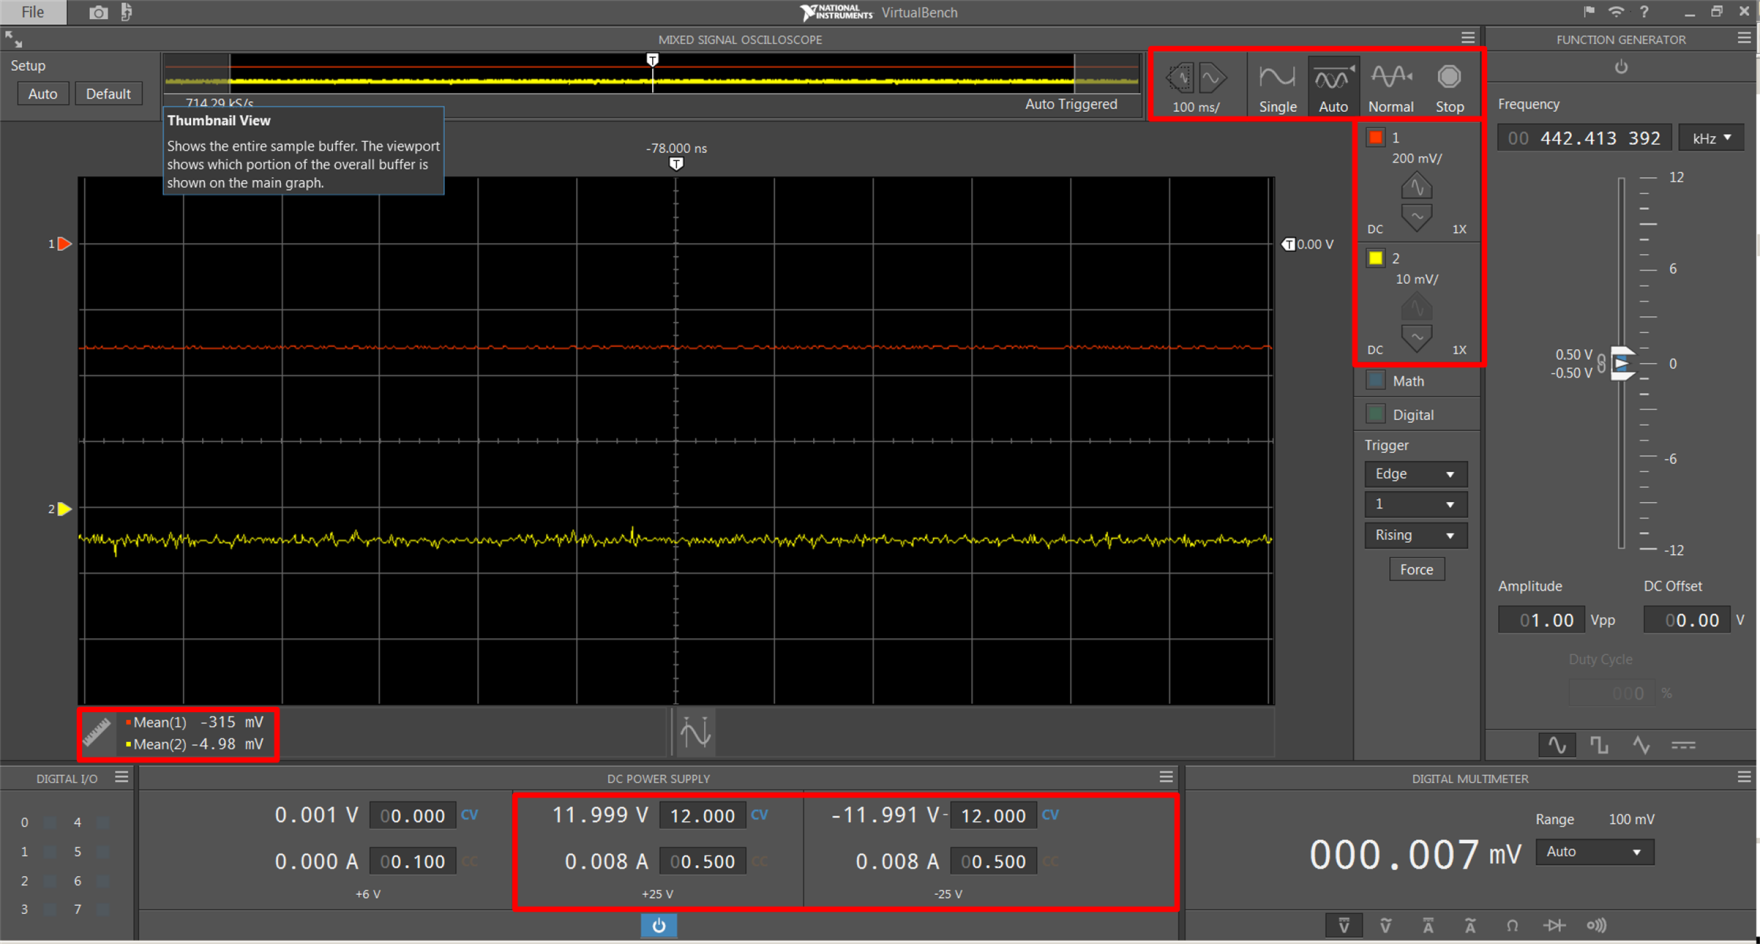 File
NATIONAL INSTRUMENTS VirtualBench
?
MIXED SIGNAL OSCILLOSCOPE
FUNCTION GENERATOR
Setup
Auto Default
T
714.29 kS/s
Auto Triggered
Thumbnail View
Shows the entire sample buffer. The viewport
shows which portion of the overall buffer is
shown on the main graph.
100 ms/
Single
Auto
Normal
Stop
-78.000 ns
T
1
T 0.00 V
2
1
200 mV/
DC 1X
2
10 mV/
DC 1X
Math
Digital
Trigger
Edge
1
Rising
Force
Frequency
00 442.413 392 kHz
12
6
0.50 V
-0.50 V
0
-6
-12
Amplitude DC Offset
01.00 Vpp 00.00 V
Duty Cycle
000 %
Mean(1) -315 mV
Mean(2) -4.98 mV
DIGITAL I/O
0 4
1 5
2 6
3 7
DC POWER SUPPLY
0.001 V 00.000 CV
0.000 A 00.100 CC
+6 V
11.999 V 12.000 CV
0.008 A 00.500 CC
+25 V
-11.991 V - 12.000 CV
0.008 A 00.500 CC
-25 V
DIGITAL MULTIMETER
000.007 mV
Range 100 mV
Auto
V V A A Ω